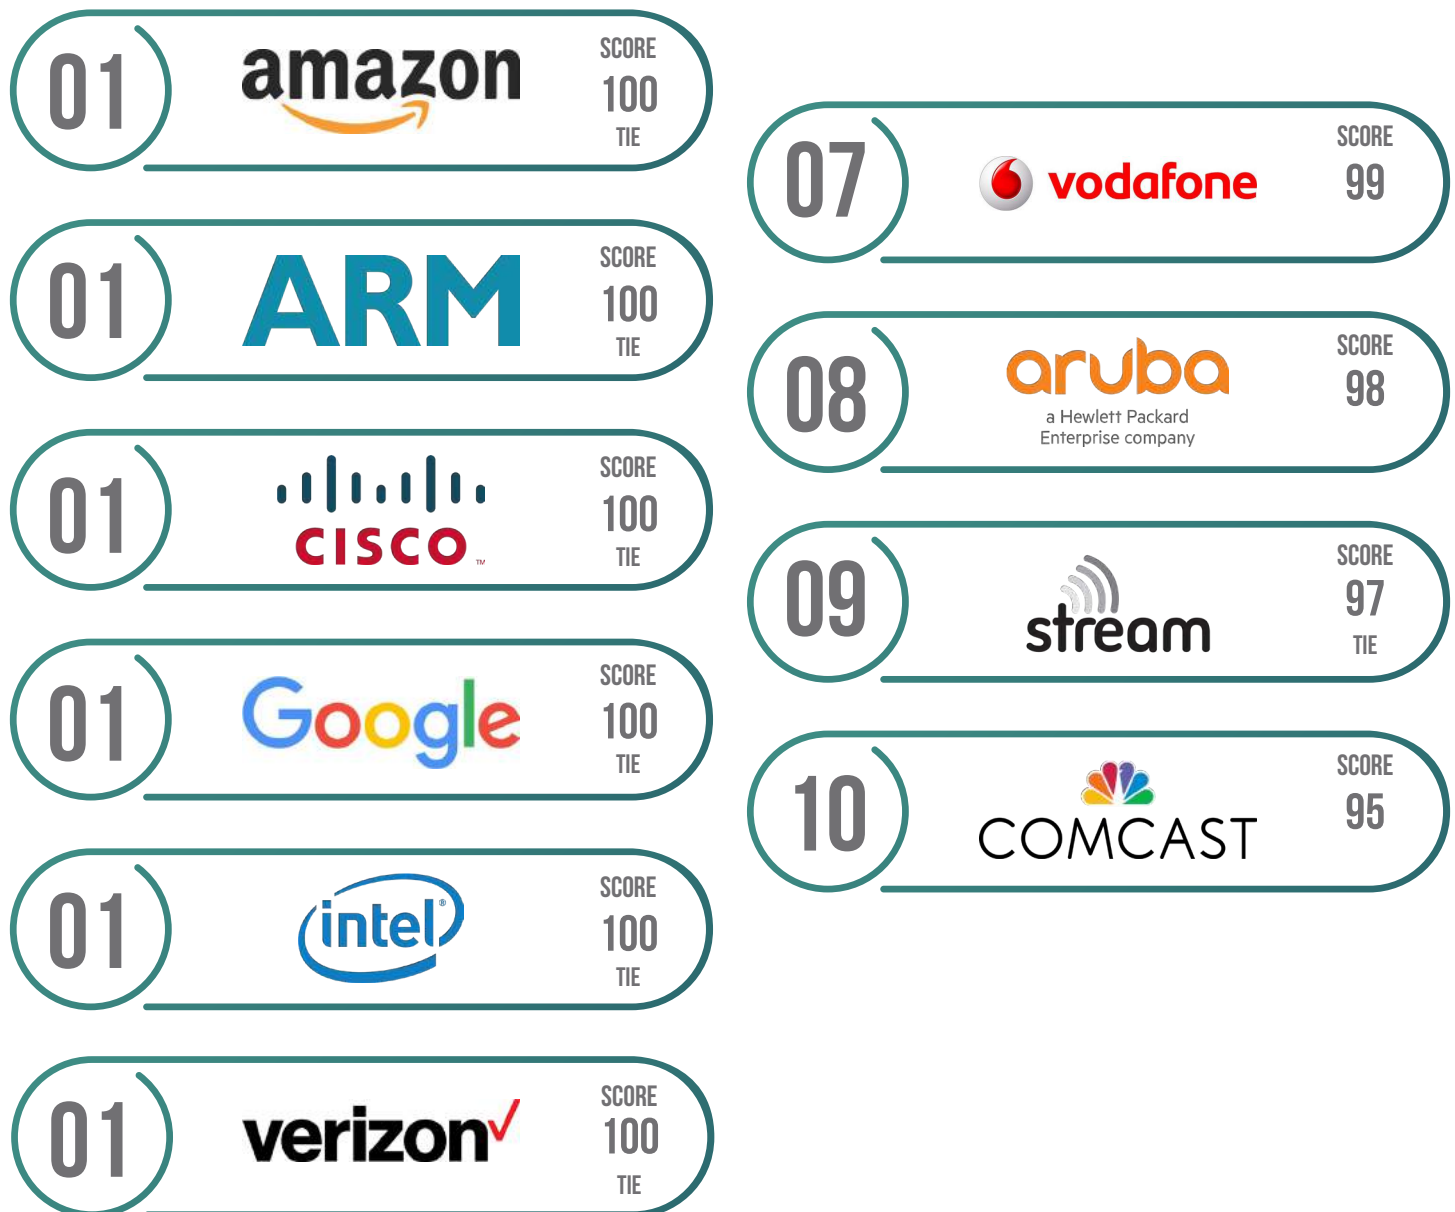 01
amazon
SCORE
100
TIE
01
ARM
SCORE
100
TIE
01
CISCO™
SCORE
100
TIE
01
Google
SCORE
100
TIE
01
intel®
SCORE
100
TIE
01
verizon
SCORE
100
TIE
07
vodafone
SCORE
99
08
aruba
a Hewlett Packard
Enterprise company
SCORE
98
09
stream
SCORE
97
TIE
10
COMCAST
SCORE
95